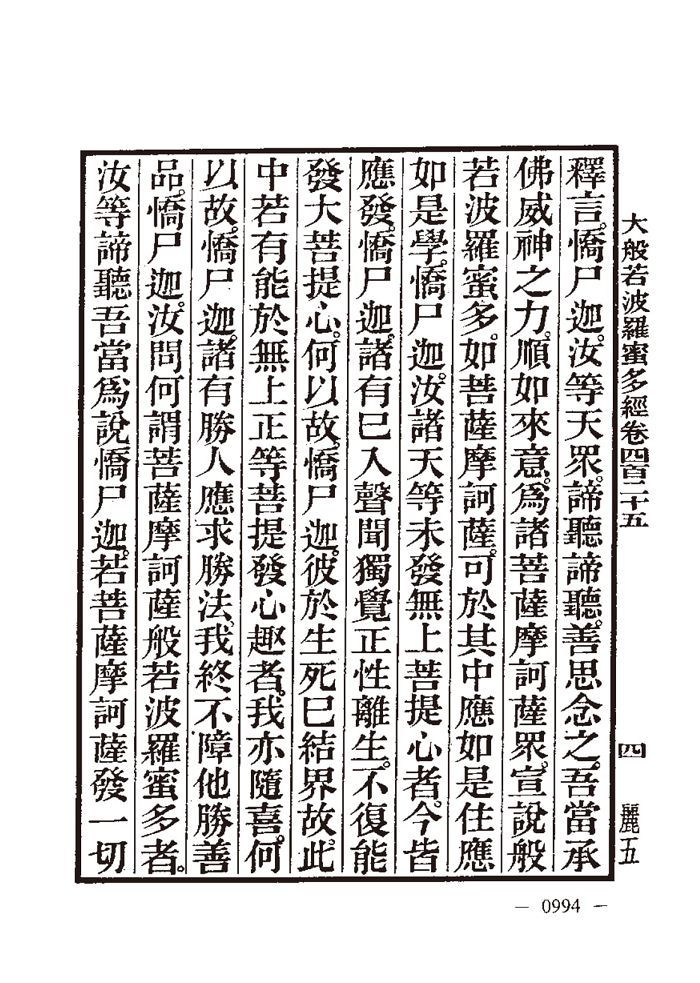 大般若波羅蜜多經卷四百二十五 四 麗五
釋言。憍尸迦。汝等天眾。諦聽諦聽。善思念之。吾當承
佛威神之力。順如來意。爲諸菩薩摩訶薩眾。宣說般
若波羅蜜多。如菩薩摩訶薩。可於其中應如是住應
如是學。憍尸迦。汝諸天等未發無上菩提心者。今皆
應發。憍尸迦。諸有已入聲聞獨覺正性離生。不復能
發大菩提心。何以故。憍尸迦。彼於生死已結界故。此
中若有能於無上正等菩提發心趣者。我亦隨喜。何
以故。憍尸迦。諸有勝人應求勝法。我終不障他勝善
品。憍尸迦。汝問何謂菩薩摩訶薩般若波羅蜜多者。
汝等諦聽吾當爲說憍尸迦。若菩薩摩訶薩發一切
— 0994 —